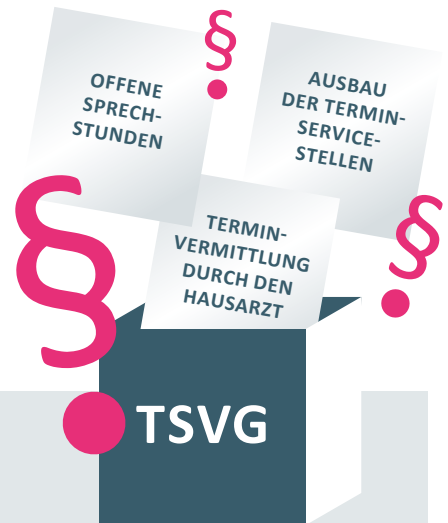 §
OFFENE
SPRECH-
STUNDEN
AUSBAU
DER TERMIN-
SERVICE-
STELLEN
§
§
TERMIN-
VERMITTLUNG
DURCH DEN
HAUSARZT
TSVG